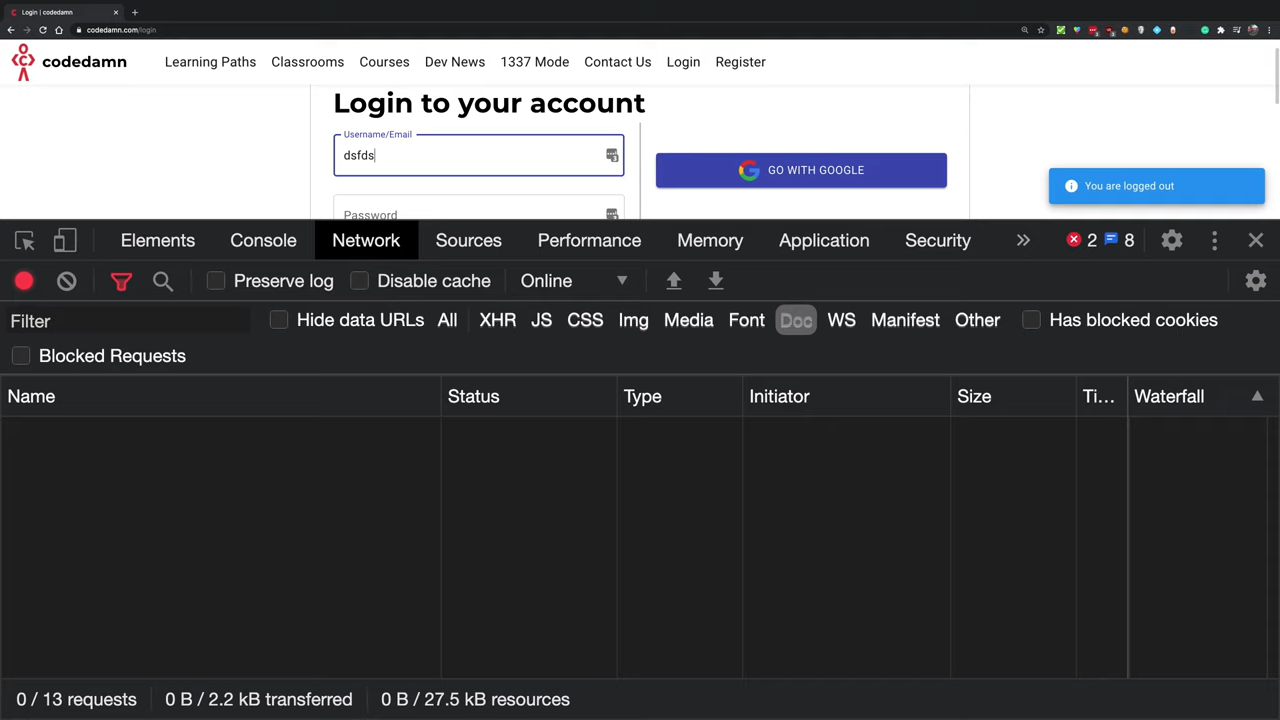 Login | codedamn
codedamn.com/login
codedamn Learning Paths Classrooms Courses Dev News 1337 Mode Contact Us Login Register
Login to your account
Username/Email
dsfds
GO WITH GOOGLE
You are logged out
Password
Elements Console Network Sources Performance Memory Application Security » 2 8
Preserve log Disable cache Online
Filter Hide data URLs All XHR JS CSS Img Media Font Doc WS Manifest Other Has blocked cookies
Blocked Requests
Name Status Type Initiator Size Ti... Waterfall
0 / 13 requests 0 B / 2.2 kB transferred 0 B / 27.5 kB resources